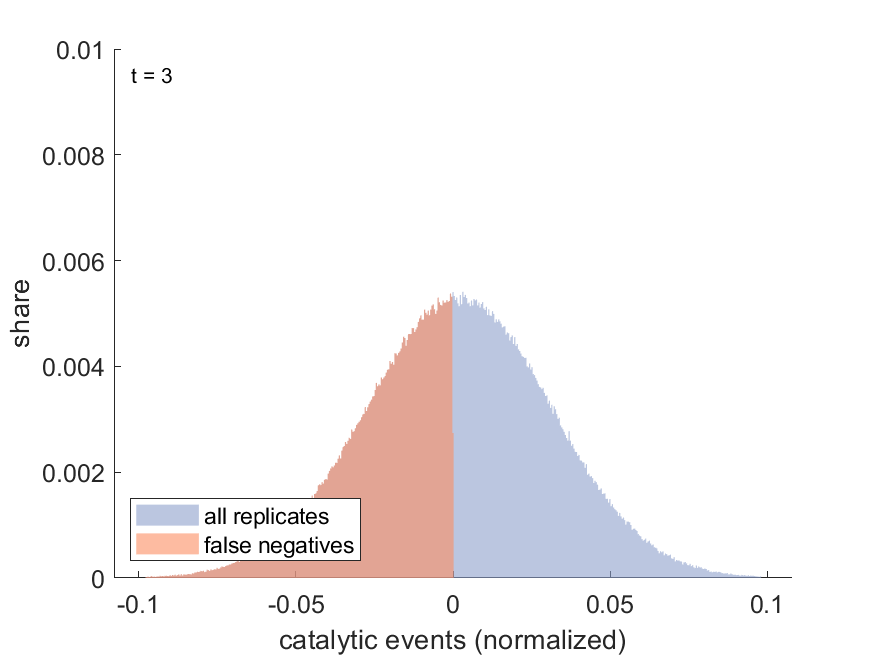 t = 3
0.01
0.008
0.006
0.004
0.002
0
share
all replicates
false negatives
-0.1 -0.05 0 0.05 0.1
catalytic events (normalized)